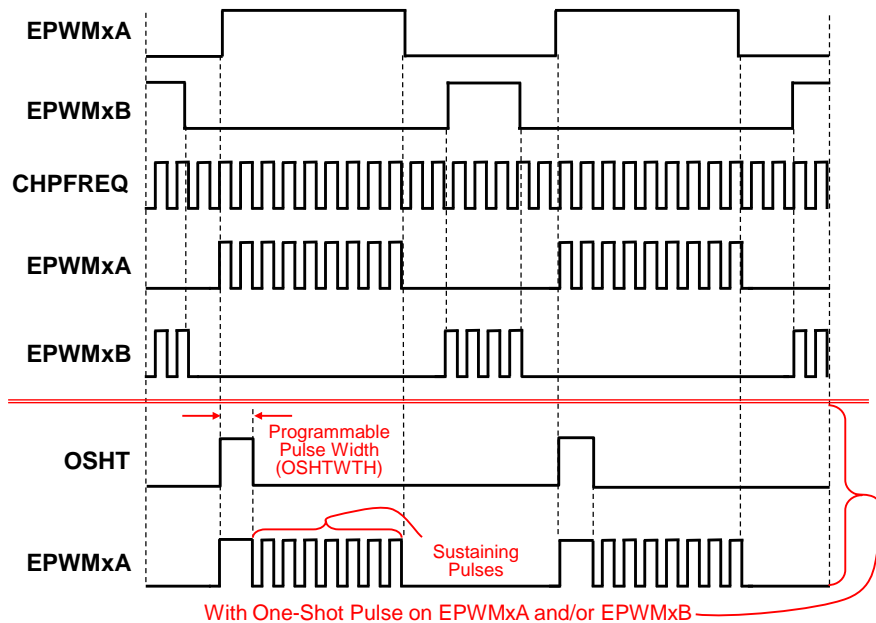 EPWMxA
EPWMxB
CHPFREQ
EPWMxA
EPWMxB
Programmable
Pulse Width
(OSHTWTH)
OSHT
Sustaining
Pulses
EPWMxA
With One-Shot Pulse on EPWMxA and/or EPWMxB